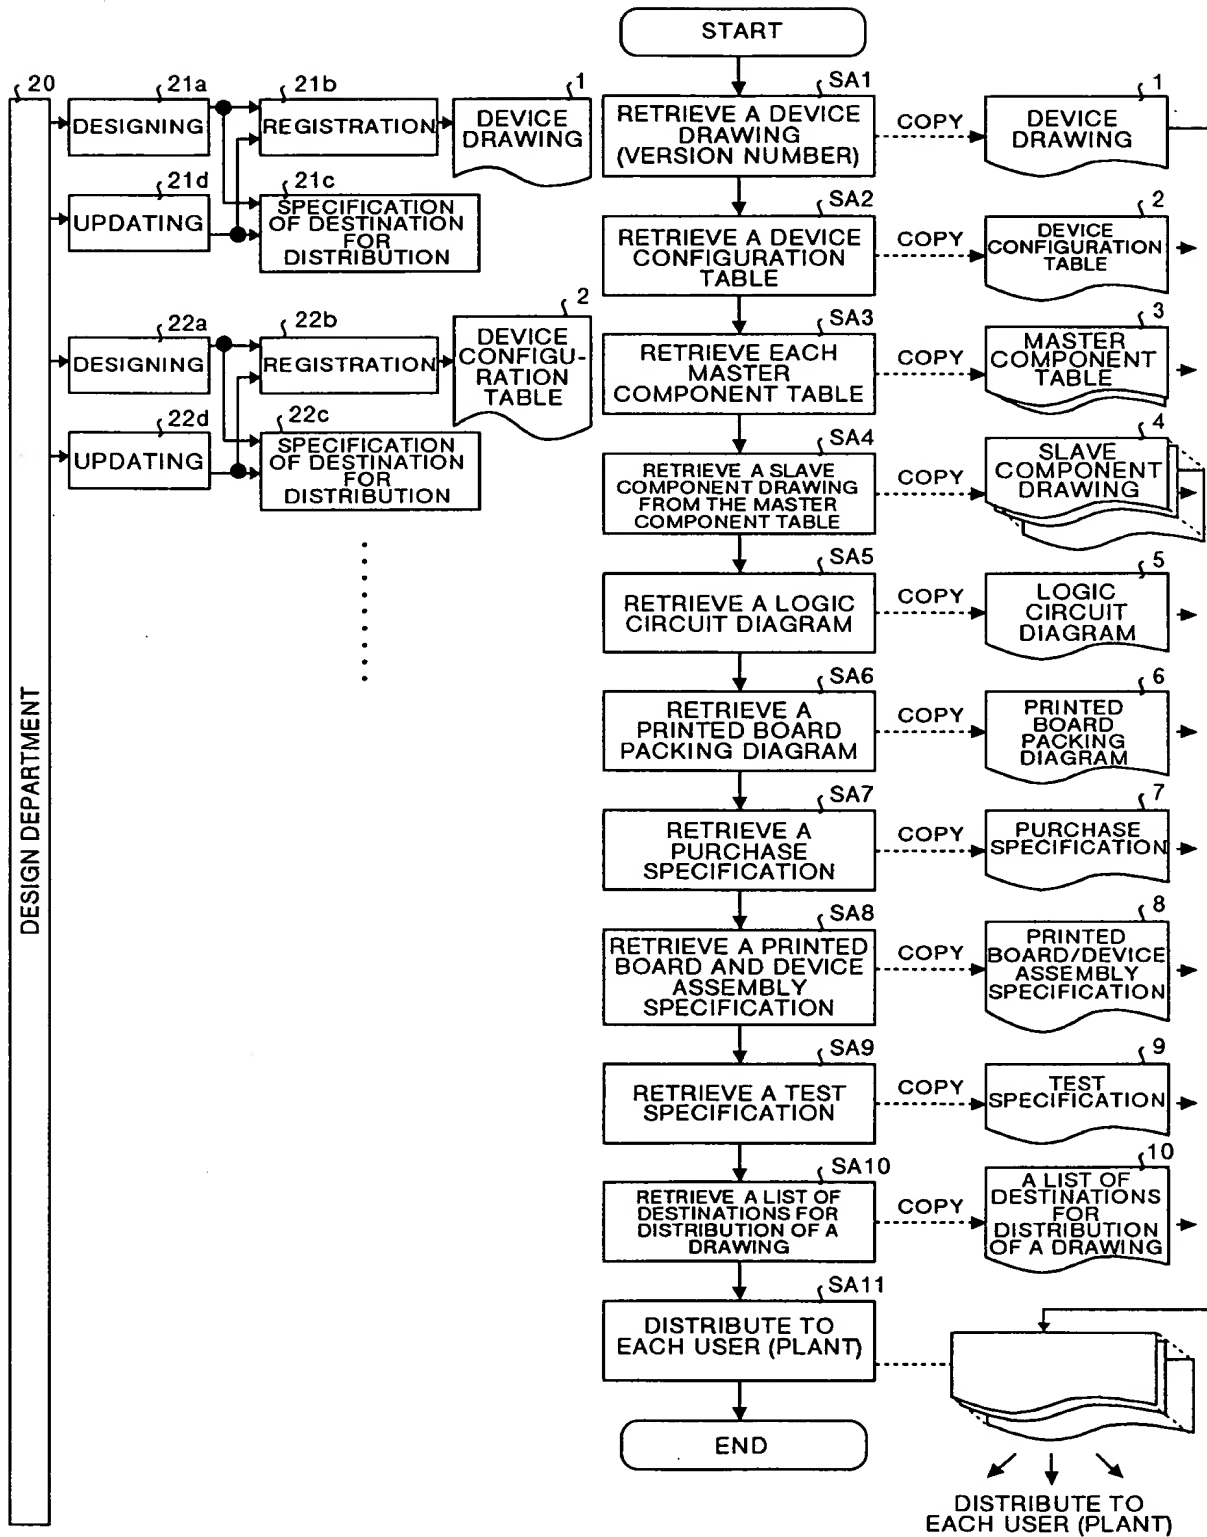 START
20
21a
21b
1
SA1
1
DESIGNING
REGISTRATION
DEVICE
DRAWING
RETRIEVE A DEVICE
DRAWING
(VERSION NUMBER)
COPY
DEVICE
DRAWING
21d
21c
UPDATING
SPECIFICATION
OF DESTINATION
FOR
DISTRIBUTION
SA2
2
RETRIEVE A DEVICE
CONFIGURATION
TABLE
COPY
DEVICE
CONFIGURATION
TABLE
22a
22b
2
DESIGNING
REGISTRATION
DEVICE
CONFIGU-
RATION
TABLE
SA3
3
RETRIEVE EACH
MASTER
COMPONENT TABLE
COPY
MASTER
COMPONENT
TABLE
22d
22c
UPDATING
SPECIFICATION
OF DESTINATION
FOR
DISTRIBUTION
SA4
4
RETRIEVE A SLAVE
COMPONENT DRAWING
FROM THE MASTER
COMPONENT TABLE
COPY
SLAVE
COMPONENT
DRAWING
SA5
5
RETRIEVE A LOGIC
CIRCUIT DIAGRAM
COPY
LOGIC
CIRCUIT
DIAGRAM
SA6
6
RETRIEVE A
PRINTED BOARD
PACKING DIAGRAM
COPY
PRINTED
BOARD
PACKING
DIAGRAM
DESIGN DEPARTMENT
SA7
7
RETRIEVE A
PURCHASE
SPECIFICATION
COPY
PURCHASE
SPECIFICATION
SA8
8
RETRIEVE A PRINTED
BOARD AND DEVICE
ASSEMBLY
SPECIFICATION
COPY
PRINTED
BOARD/DEVICE
ASSEMBLY
SPECIFICATION
SA9
9
RETRIEVE A TEST
SPECIFICATION
COPY
TEST
SPECIFICATION
SA10
10
RETRIEVE A LIST OF
DESTINATIONS FOR
DISTRIBUTION OF A
DRAWING
COPY
A LIST OF
DESTINATIONS
FOR
DISTRIBUTION
OF A DRAWING
SA11
DISTRIBUTE TO
EACH USER (PLANT)
END
DISTRIBUTE TO
EACH USER (PLANT)